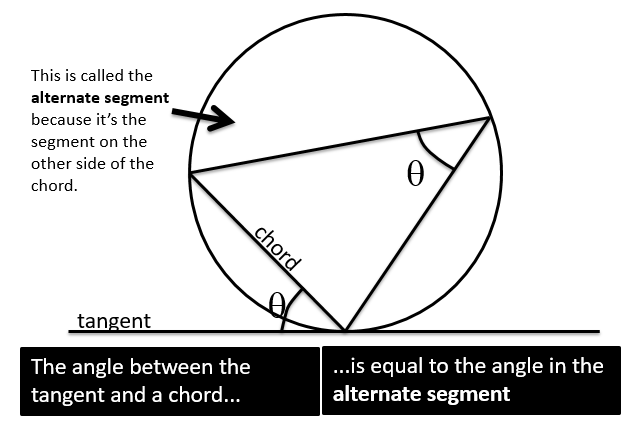 This is called the
alternate segment
because it’s the
segment on the
other side of the
chord.
θ
chord
θ
tangent
The angle between the
tangent and a chord...
...is equal to the angle in the
alternate segment